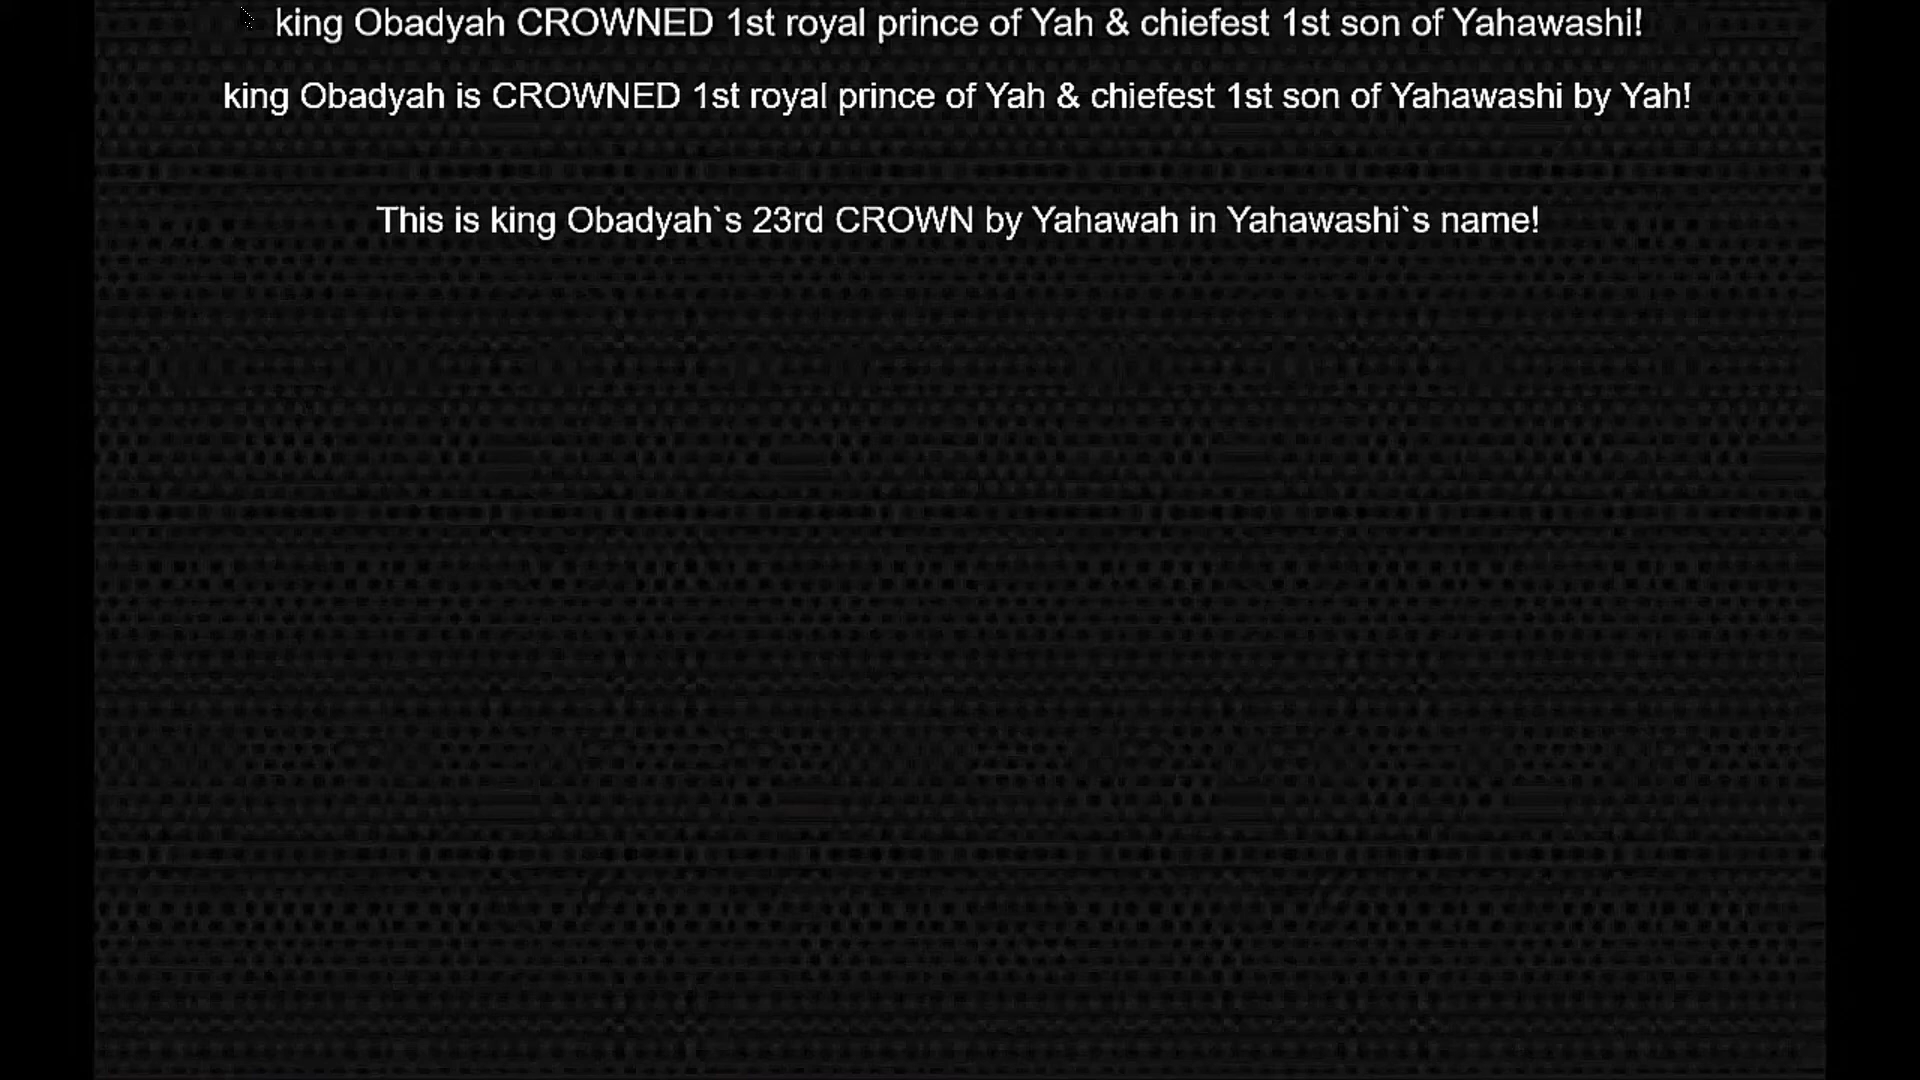 king Obadyah CROWNED 1st royal prince of Yah & chiefest 1st son of Yahawashi!
king Obadyah is CROWNED 1st royal prince of Yah & chiefest 1st son of Yahawashi by Yah!
This is king Obadyah`s 23rd CROWN by Yahawah in Yahawashi`s name!